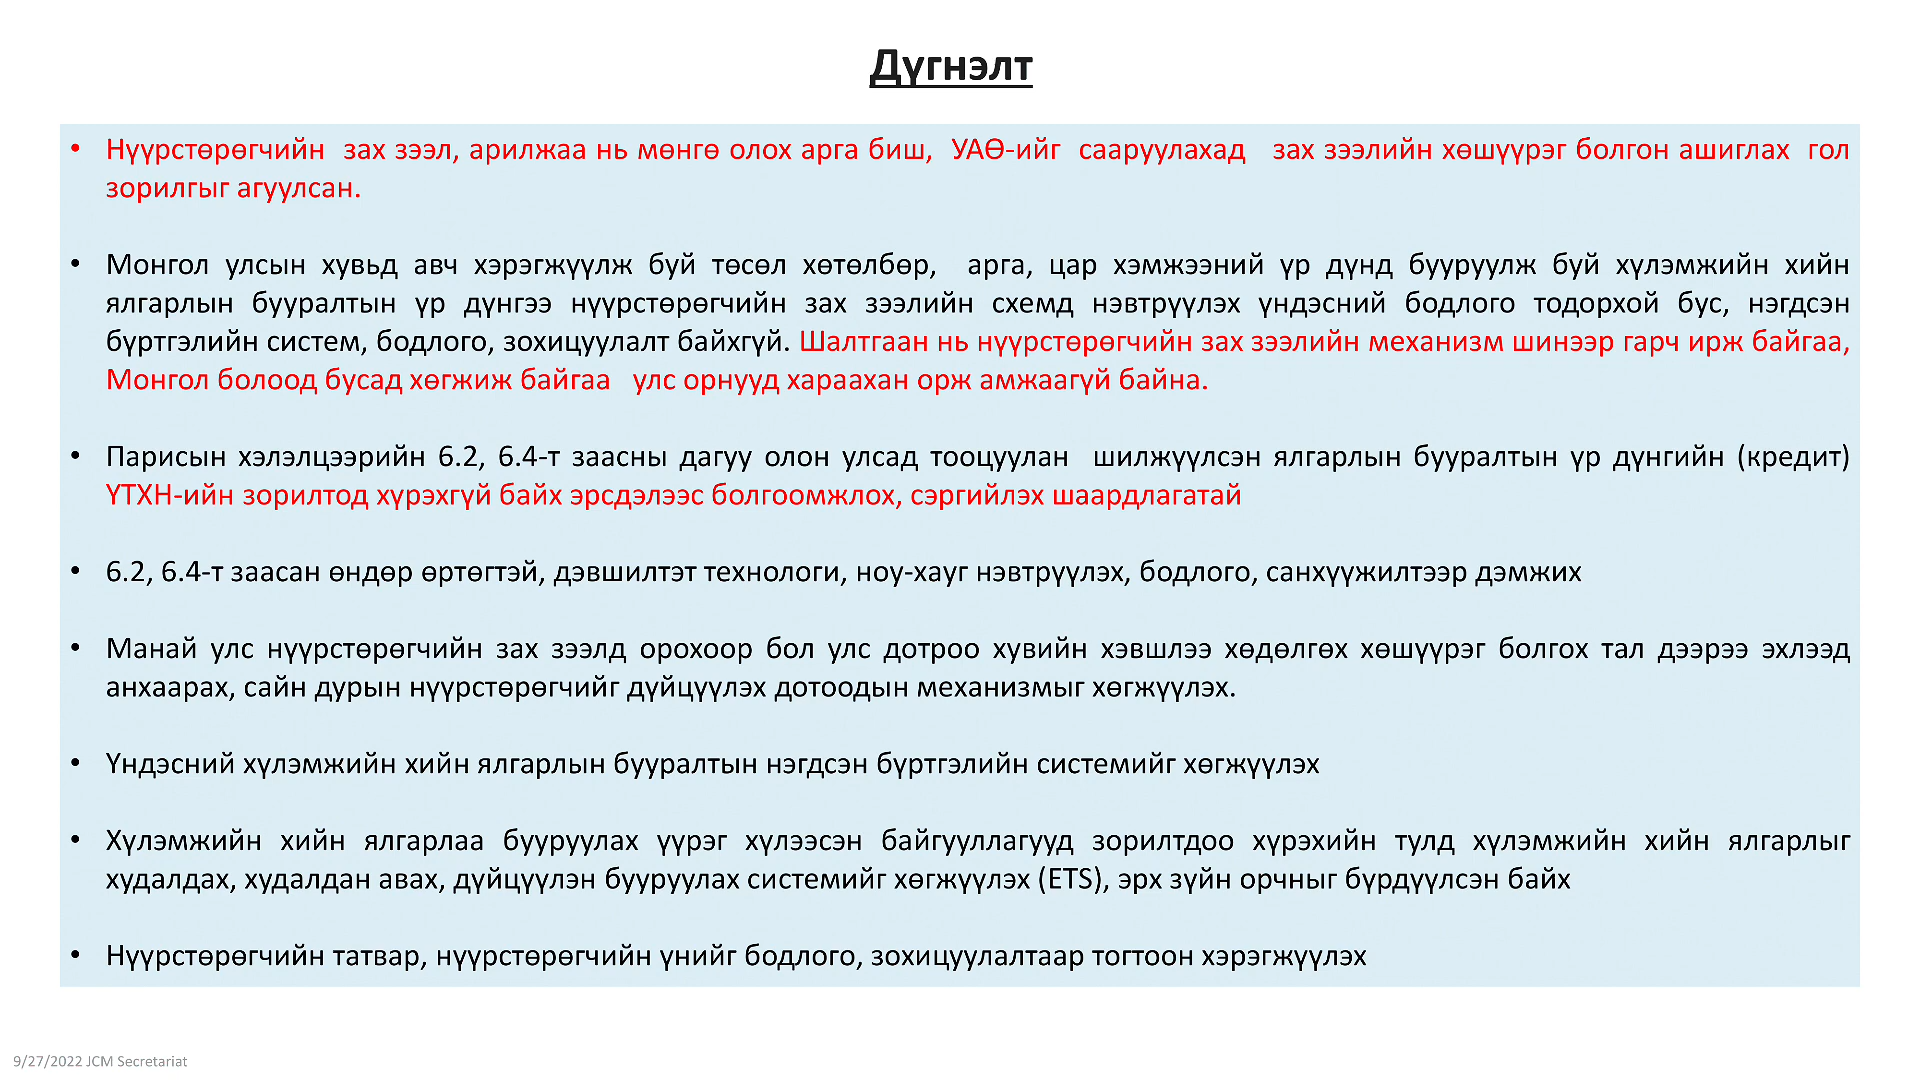 Дүгнэлт
• Нүүрстөрөгчийн зах зээл, арилжаа нь мөнгө олох арга биш, УАӨ-ийг сааруулахад зах зээлийн хөшүүрэг болгон ашиглах гол
зорилгыг агуулсан.
• Монгол улсын хувьд авч хэрэгжүүлж буй төсөл хөтөлбөр, арга, цар хэмжээний үр дүнд бууруулж буй хүлэмжийн хийн
ялгарлын бууралтын үр дүнгээ нүүрстөрөгчийн зах зээлийн схемд нэвтрүүлэх үндэсний бодлого тодорхой бус, нэгдсэн
бүртгэлийн систем, бодлого, зохицуулалт байхгүй. Шалтгаан нь нүүрстөрөгчийн зах зээлийн механизм шинээр гарч ирж байгаа,
Монгол болоод бусад хөгжиж байгаа улс орнууд хараахан орж амжаагүй байна.
• Парисын хэлэлцээрийн 6.2, 6.4-т заасны дагуу олон улсад тооцуулан шилжүүлсэн ялгарлын бууралтын үр дүнгийн (кредит)
ҮТХН-ийн зорилтод хүрэхгүй байх эрсдэлээс болгоомжлох, сэргийлэх шаардлагатай
• 6.2, 6.4-т заасан өндөр өртөгтэй, дэвшилтэт технологи, ноу-хауг нэвтрүүлэх, бодлого, санхүүжилтээр дэмжих
• Манай улс нүүрстөрөгчийн зах зээлд орохоор бол улс дотроо хувийн хэвшлээ хөдөлгөх хөшүүрэг болгох тал дээрээ эхлээд
анхаарах, сайн дурын нүүрстөрөгчийг дүйцүүлэх дотоодын механизмыг хөгжүүлэх.
• Үндэсний хүлэмжийн хийн ялгарлын бууралтын нэгдсэн бүртгэлийн системийг хөгжүүлэх
• Хүлэмжийн хийн ялгарлаа бууруулах үүрэг хүлээсэн байгууллагууд зорилтдоо хүрэхийн тулд хүлэмжийн хийн ялгарлыг
худалдах, худалдан авах, дүйцүүлэн бууруулах системийг хөгжүүлэх (ETS), эрх зүйн орчныг бүрдүүлсэн байх
• Нүүрстөрөгчийн татвар, нүүрстөрөгчийн үнийг бодлого, зохицуулалтаар тогтоон хэрэгжүүлэх
9/27/2022 JCM Secretariat